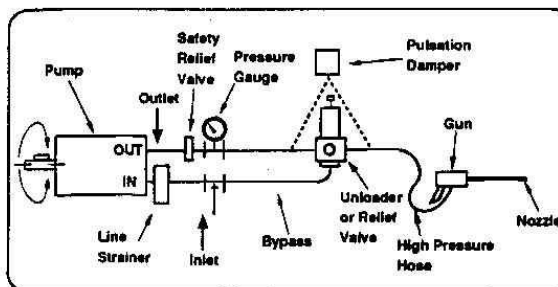 Safety
Relief
Valve
Pressure
Gauge
Pulsation
Damper
Pump
Outlet
Gun
OUT
IN
Line
Strainer
Inlet
Bypass
Unloader
or Relief
Valve
High Pressure
Hose
Nozzle